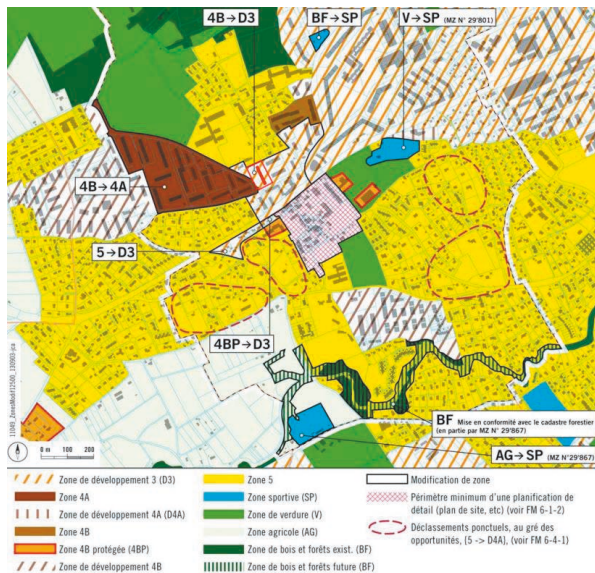 4B→D3
BF→SP
V→SP (MZ N° 29'801)
4B→4A
5→D3
4BP→D3
BF Mise en conformité avec le cadastre forestier
(en partie par MZ N° 29'867)
AG→SP (MZ N°29'867)
0 m 100 200
Zone de développement 3 (D3)
Zone 4A
Zone de développement 4A (D4A)
Zone 4B
Zone 4B protégée (4BP)
Zone de développement 4B
Zone 5
Zone sportive (SP)
Zone de verdure (V)
Zone agricole (AG)
Zone de bois et forêts exist. (BF)
Zone de bois et forêts future (BF)
Modification de zone
Périmètre minimum d'une planification de
détail (plan de site, etc) (voir FM 6-1-2)
Déclassements ponctuels, au gré des
opportunités, (5 -> D4A), (voir FM 6-4-1)